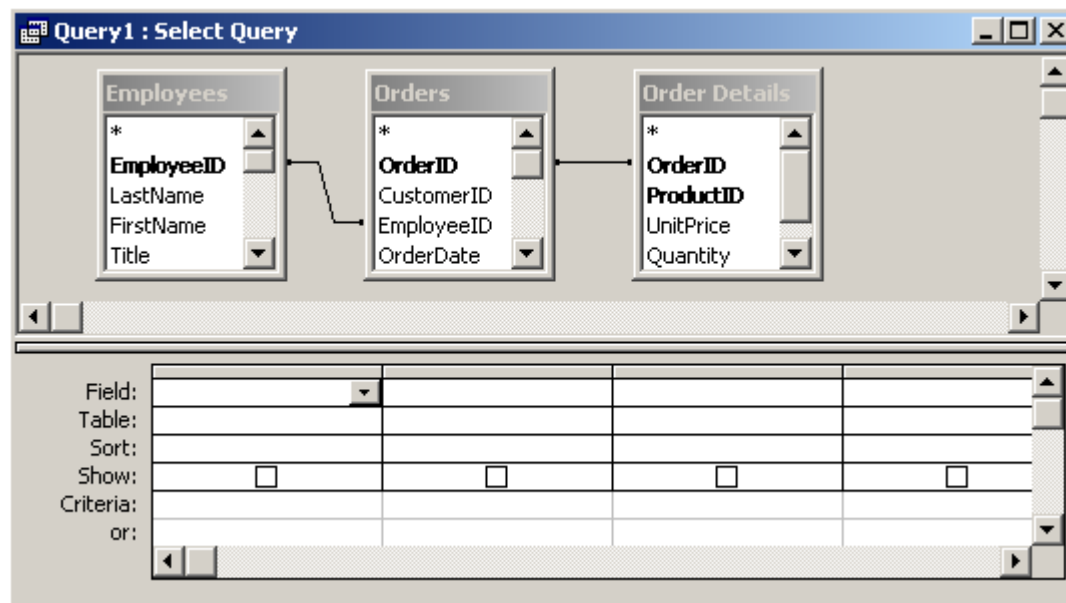 Query1 : Select Query
Employees
*
EmployeeID
LastName
FirstName
Title
Orders
*
OrderID
CustomerID
EmployeeID
OrderDate
Order Details
*
OrderID
ProductID
UnitPrice
Quantity
Field:
Table:
Sort:
Show:
Criteria:
or: